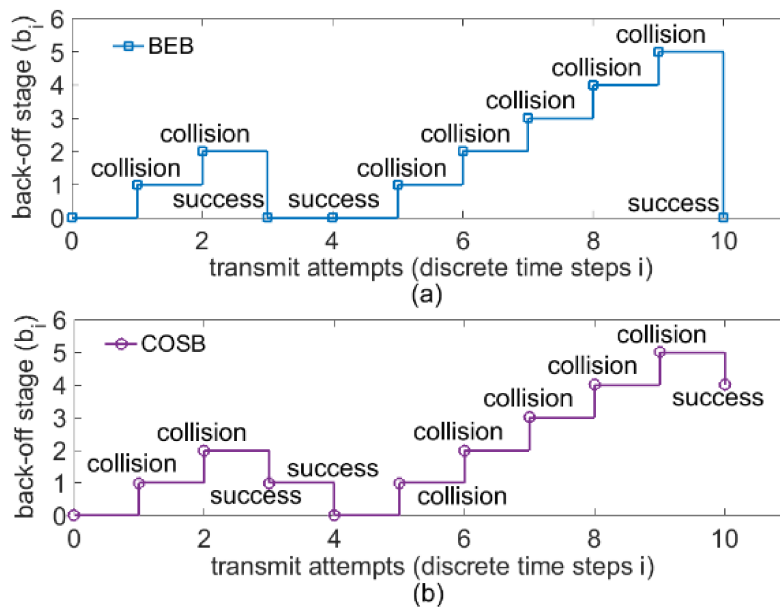 6
5
4
3
2
1
0
back-off stage (b_i)
BEB
collision
collision
success
success
collision
collision
collision
collision
collision
success
0 2 4 6 8 10
transmit attempts (discrete time steps i)
(a)
6
5
4
3
2
1
0
back-off stage (b_i)
COSB
collision
collision
success
success
collision
collision
collision
collision
collision
success
0 2 4 6 8 10
transmit attempts (discrete time steps i)
(b)